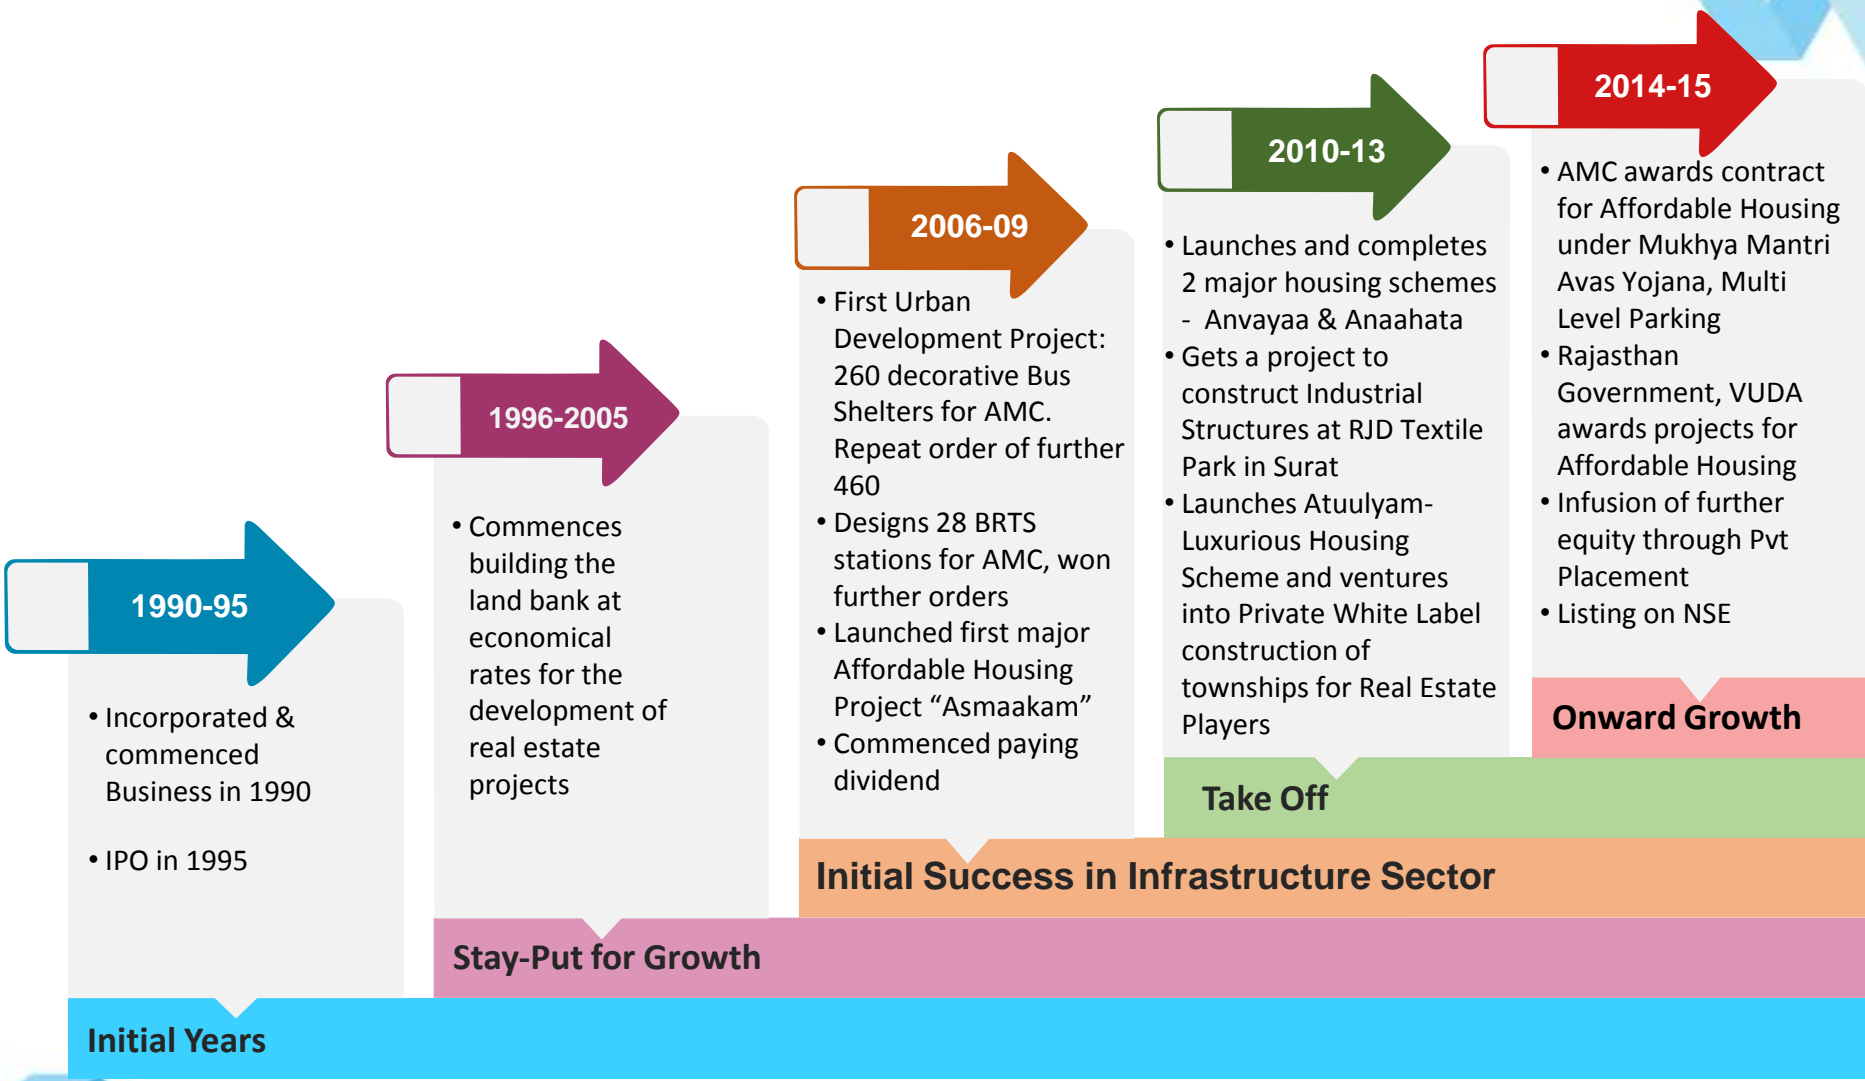 1990-95
• Incorporated &
commenced
Business in 1990
• IPO in 1995
Initial Years
1996-2005
• Commences
building the
land bank at
economical
rates for the
development of
real estate
projects
Stay-Put for Growth
2006-09
• First Urban
Development Project:
260 decorative Bus
Shelters for AMC.
Repeat order of further
460
• Designs 28 BRTS
stations for AMC, won
further orders
• Launched first major
Affordable Housing
Project “Asmaakam”
• Commenced paying
dividend
Initial Success in Infrastructure Sector
2010-13
• Launches and completes
2 major housing schemes
- Anvayaa & Anaahata
• Gets a project to
construct Industrial
Structures at RJD Textile
Park in Surat
• Launches Atuulyam-
Luxurious Housing
Scheme and ventures
into Private White Label
construction of
townships for Real Estate
Players
Take Off
2014-15
• AMC awards contract
for Affordable Housing
under Mukhya Mantri
Avas Yojana, Multi
Level Parking
• Rajasthan
Government, VUDA
awards projects for
Affordable Housing
• Infusion of further
equity through Pvt
Placement
• Listing on NSE
Onward Growth